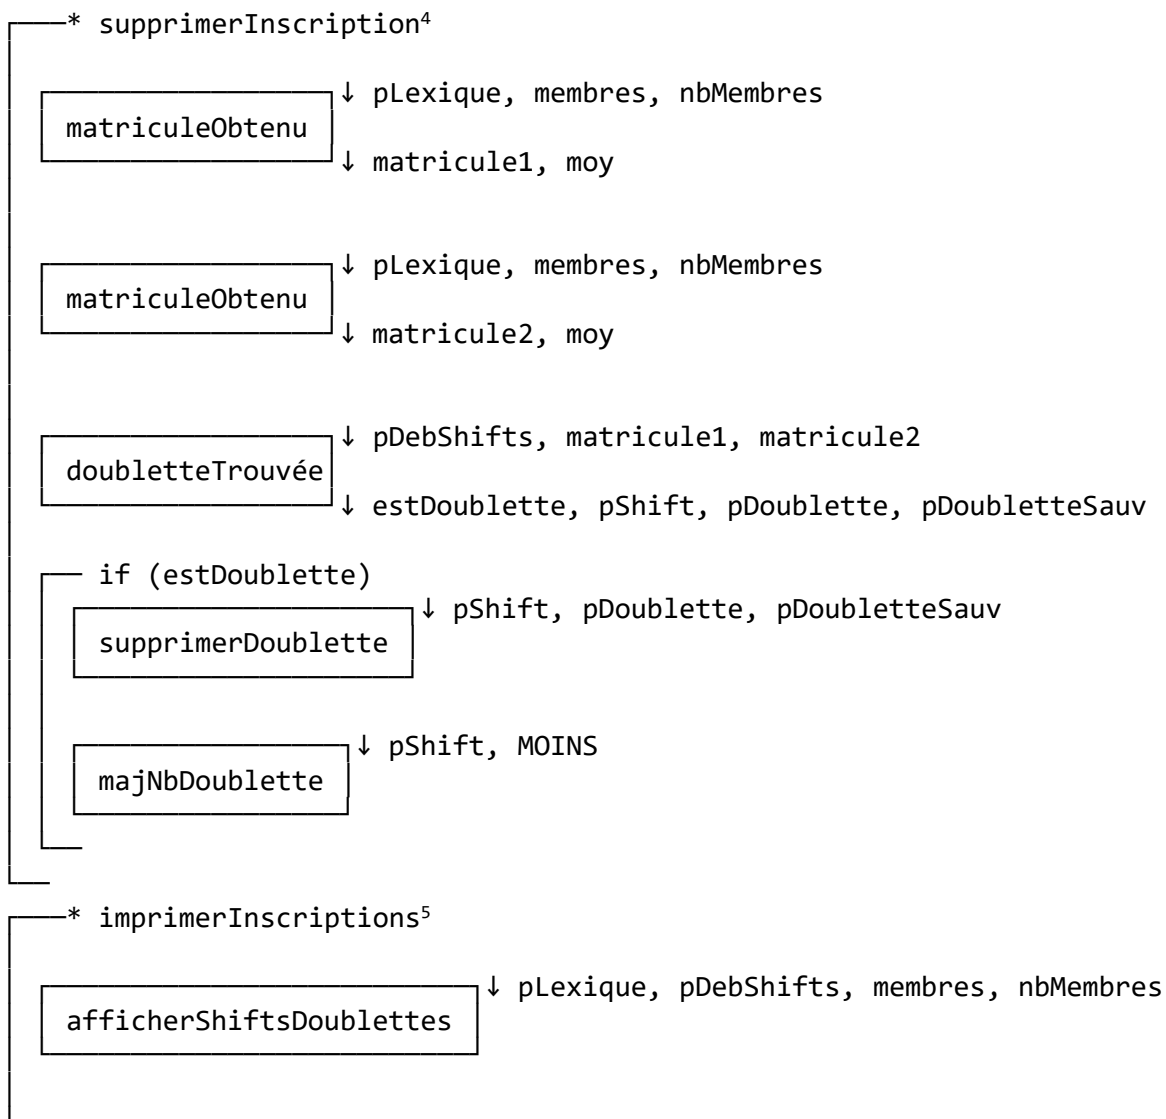 * supprimerInscription⁴
↓ pLexique, membres, nbMembres
matriculeObtenu
↓ matricule1, moy
↓ pLexique, membres, nbMembres
matriculeObtenu
↓ matricule2, moy
↓ pDebShifts, matricule1, matricule2
doubletteTrouvée
↓ estDoublette, pShift, pDoublette, pDoubletteSauv
if (estDoublette)
↓ pShift, pDoublette, pDoubletteSauv
supprimerDoublette
↓ pShift, MOINS
majNbDoublette
* imprimerInscriptions⁵
↓ pLexique, pDebShifts, membres, nbMembres
afficherShiftsDoublettes